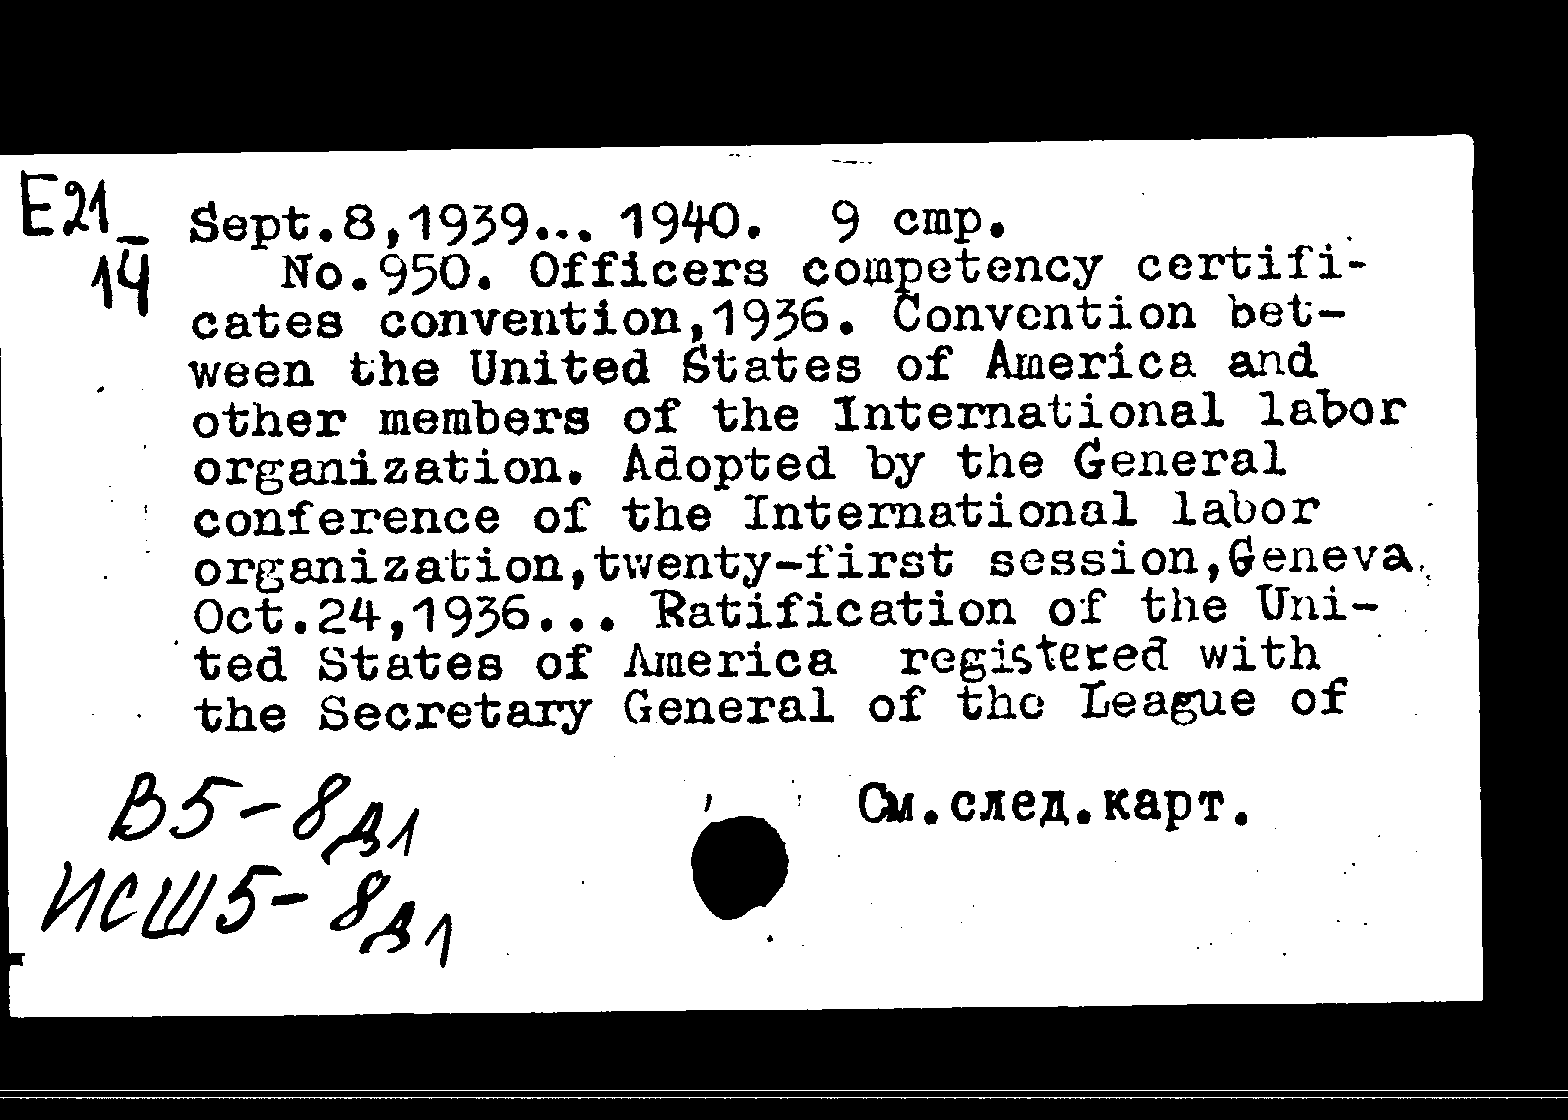 E21_ Sept.8,1939... 1940. 9 стр.
14 No.950. Officers competency certifi-
cates convention,1936. Convention bet-
ween the United States of America and
other members of the International labor
organization. Adopted by the General
conference of the International labor
organization,twenty-first session,Geneva
Oct.24,1936... Ratification of the Uni-
ted States of America registered with
the Secretary General of the League of
В5-8д1
См.след.карт.
ИСШ5-8д1